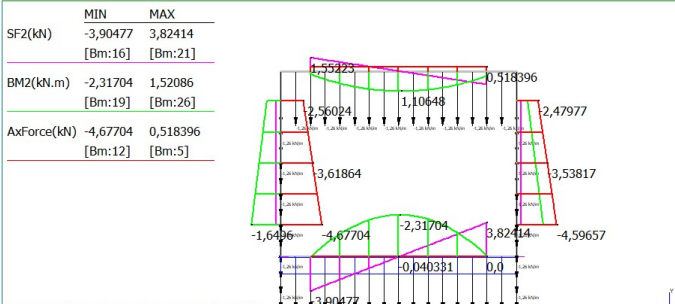 MIN MAX
SF2(kN) -3,90477 3,82414
[Bm:16] [Bm:21]
BM2(kN.m) -2,31704 1,52086
[Bm:19] [Bm:26]
AxForce(kN) -4,67704 0,518396
[Bm:12] [Bm:5]
1,55223
0,518396
1,10648
-2,56024
-2,47977
-3,61864
-3,53817
-2,31704
-1,6496 -4,67704
3,82414
-4,59657
-0,040331
0,0
-3,90477
Y